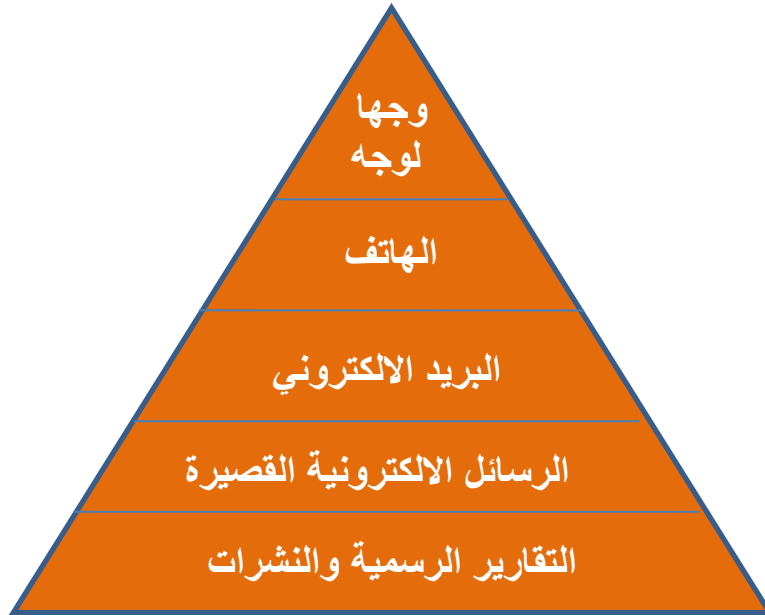 وجها
لوجه
الهاتف
البريد الالكتروني
الرسائل الالكترونية القصيرة
التقارير الرسمية والنشرات